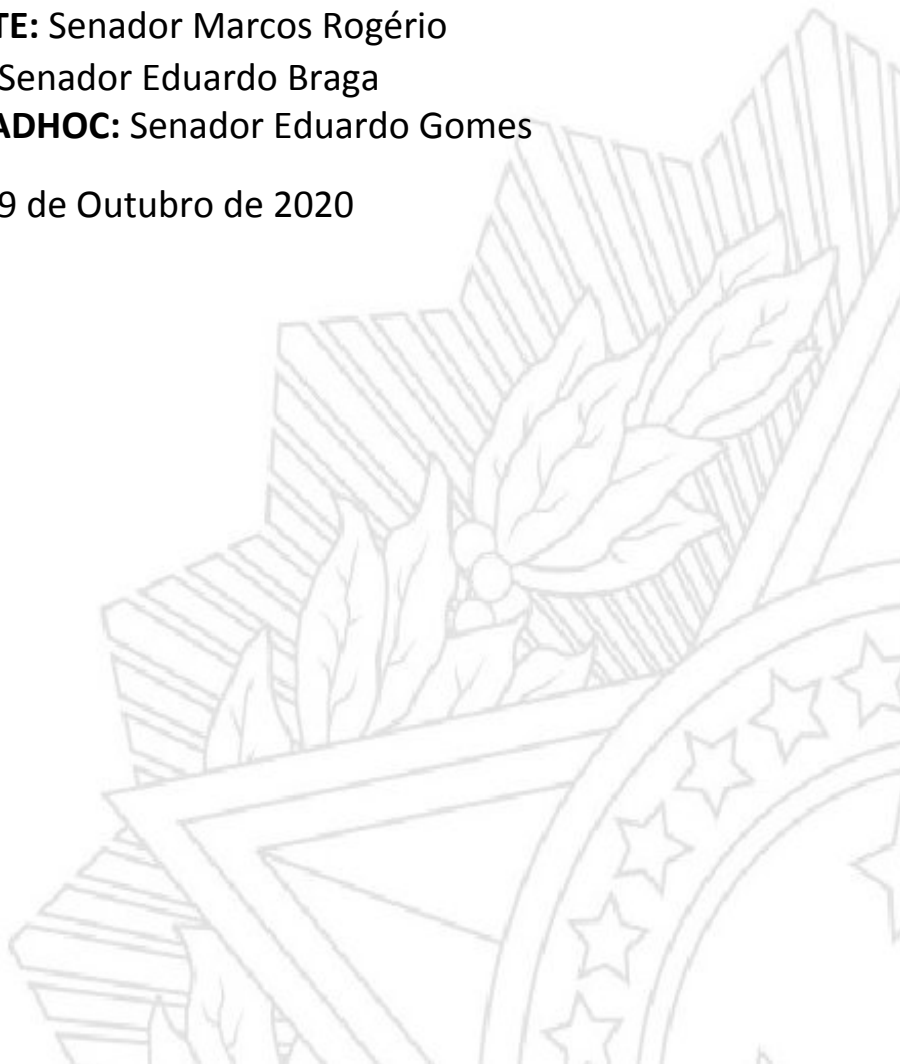 TE: Senador Marcos Rogério
Senador Eduardo Braga
ADHOC: Senador Eduardo Gomes
9 de Outubro de 2020